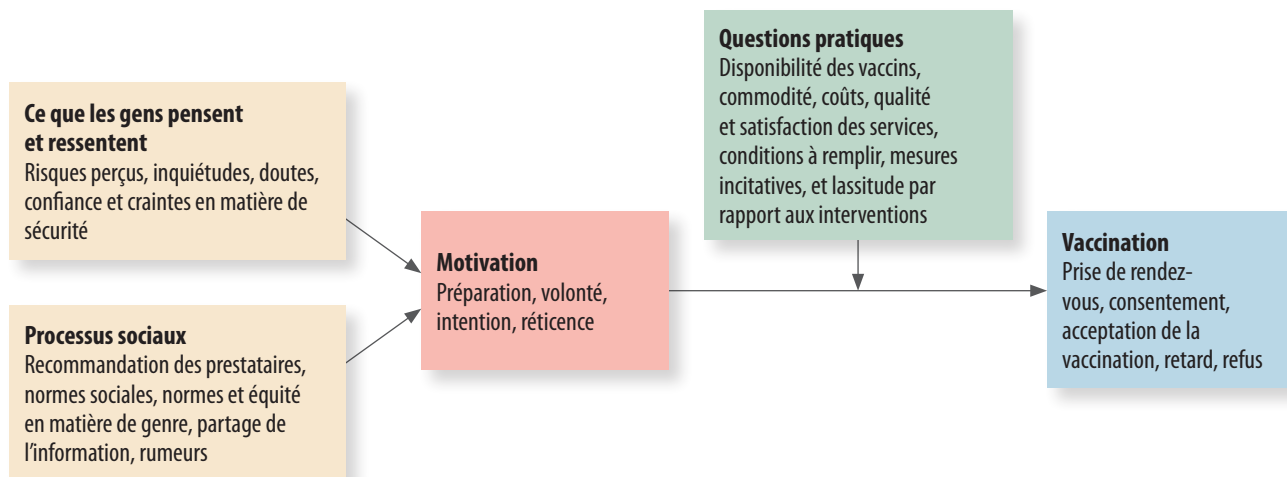 Ce que les gens pensent
et ressentent
Risques perçus, inquiétudes, doutes,
confiance et craintes en matière de
sécurité
Processus sociaux
Recommandation des prestataires,
normes sociales, normes et équité
en matière de genre, partage de
l’information, rumeurs
Motivation
Préparation, volonté,
intention, réticence
Questions pratiques
Disponibilité des vaccins,
commodité, coûts, qualité
et satisfaction des services,
conditions à remplir, mesures
incitatives, et lassitude par
rapport aux interventions
Vaccination
Prise de rendez-
vous, consentement,
acceptation de la
vaccination, retard, refus